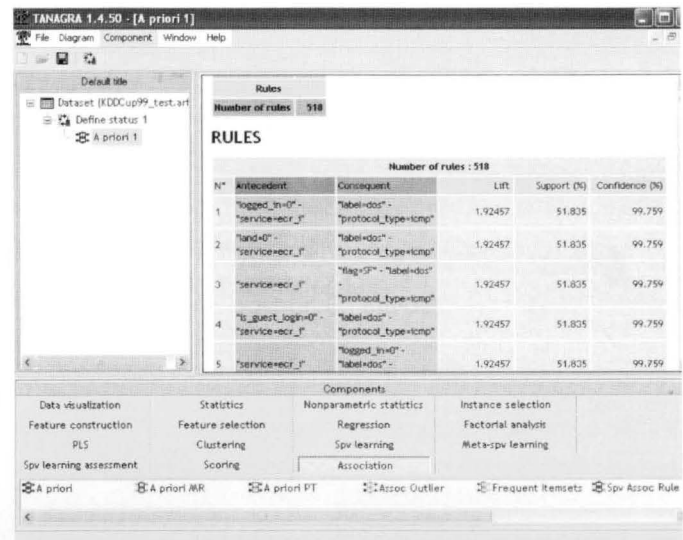 TANAGRA 1.4.50 - [A priori 1]
File Diagram Component Window Help
Default title
Dataset (KDDCup99_test.arf
Define status 1
A priori 1
Rules
Number of rules 518
RULES
Number of rules : 518
N° Antecedent Consequent Lift Support (%) Confidence (%)
1 "logged_in=0" - "service=ecr_i" "label=dos" - "protocol_type=icmp" 1.92457 51.835 99.759
2 "land=0" - "service=ecr_i" "label=dos" - "protocol_type=icmp" 1.92457 51.835 99.759
3 "service=ecr_i" "flag=SF" - "label=dos" - "protocol_type=icmp" 1.92457 51.835 99.759
4 "is_guest_login=0" - "service=ecr_i" "label=dos" - "protocol_type=icmp" 1.92457 51.835 99.759
5 "service=ecr_i" "logged_in=0" - "label=dos" - 1.92457 51.835 99.759
Components
Data visualization Statistics Nonparametric statistics Instance selection
Feature construction Feature selection Regression Factorial analysis
PLS Clustering Spv learning Meta-spv learning
Spv learning assessment Scoring Association
A priori A priori MR A priori PT Assoc Outlier Frequent Itemsets Spv Assoc Rule